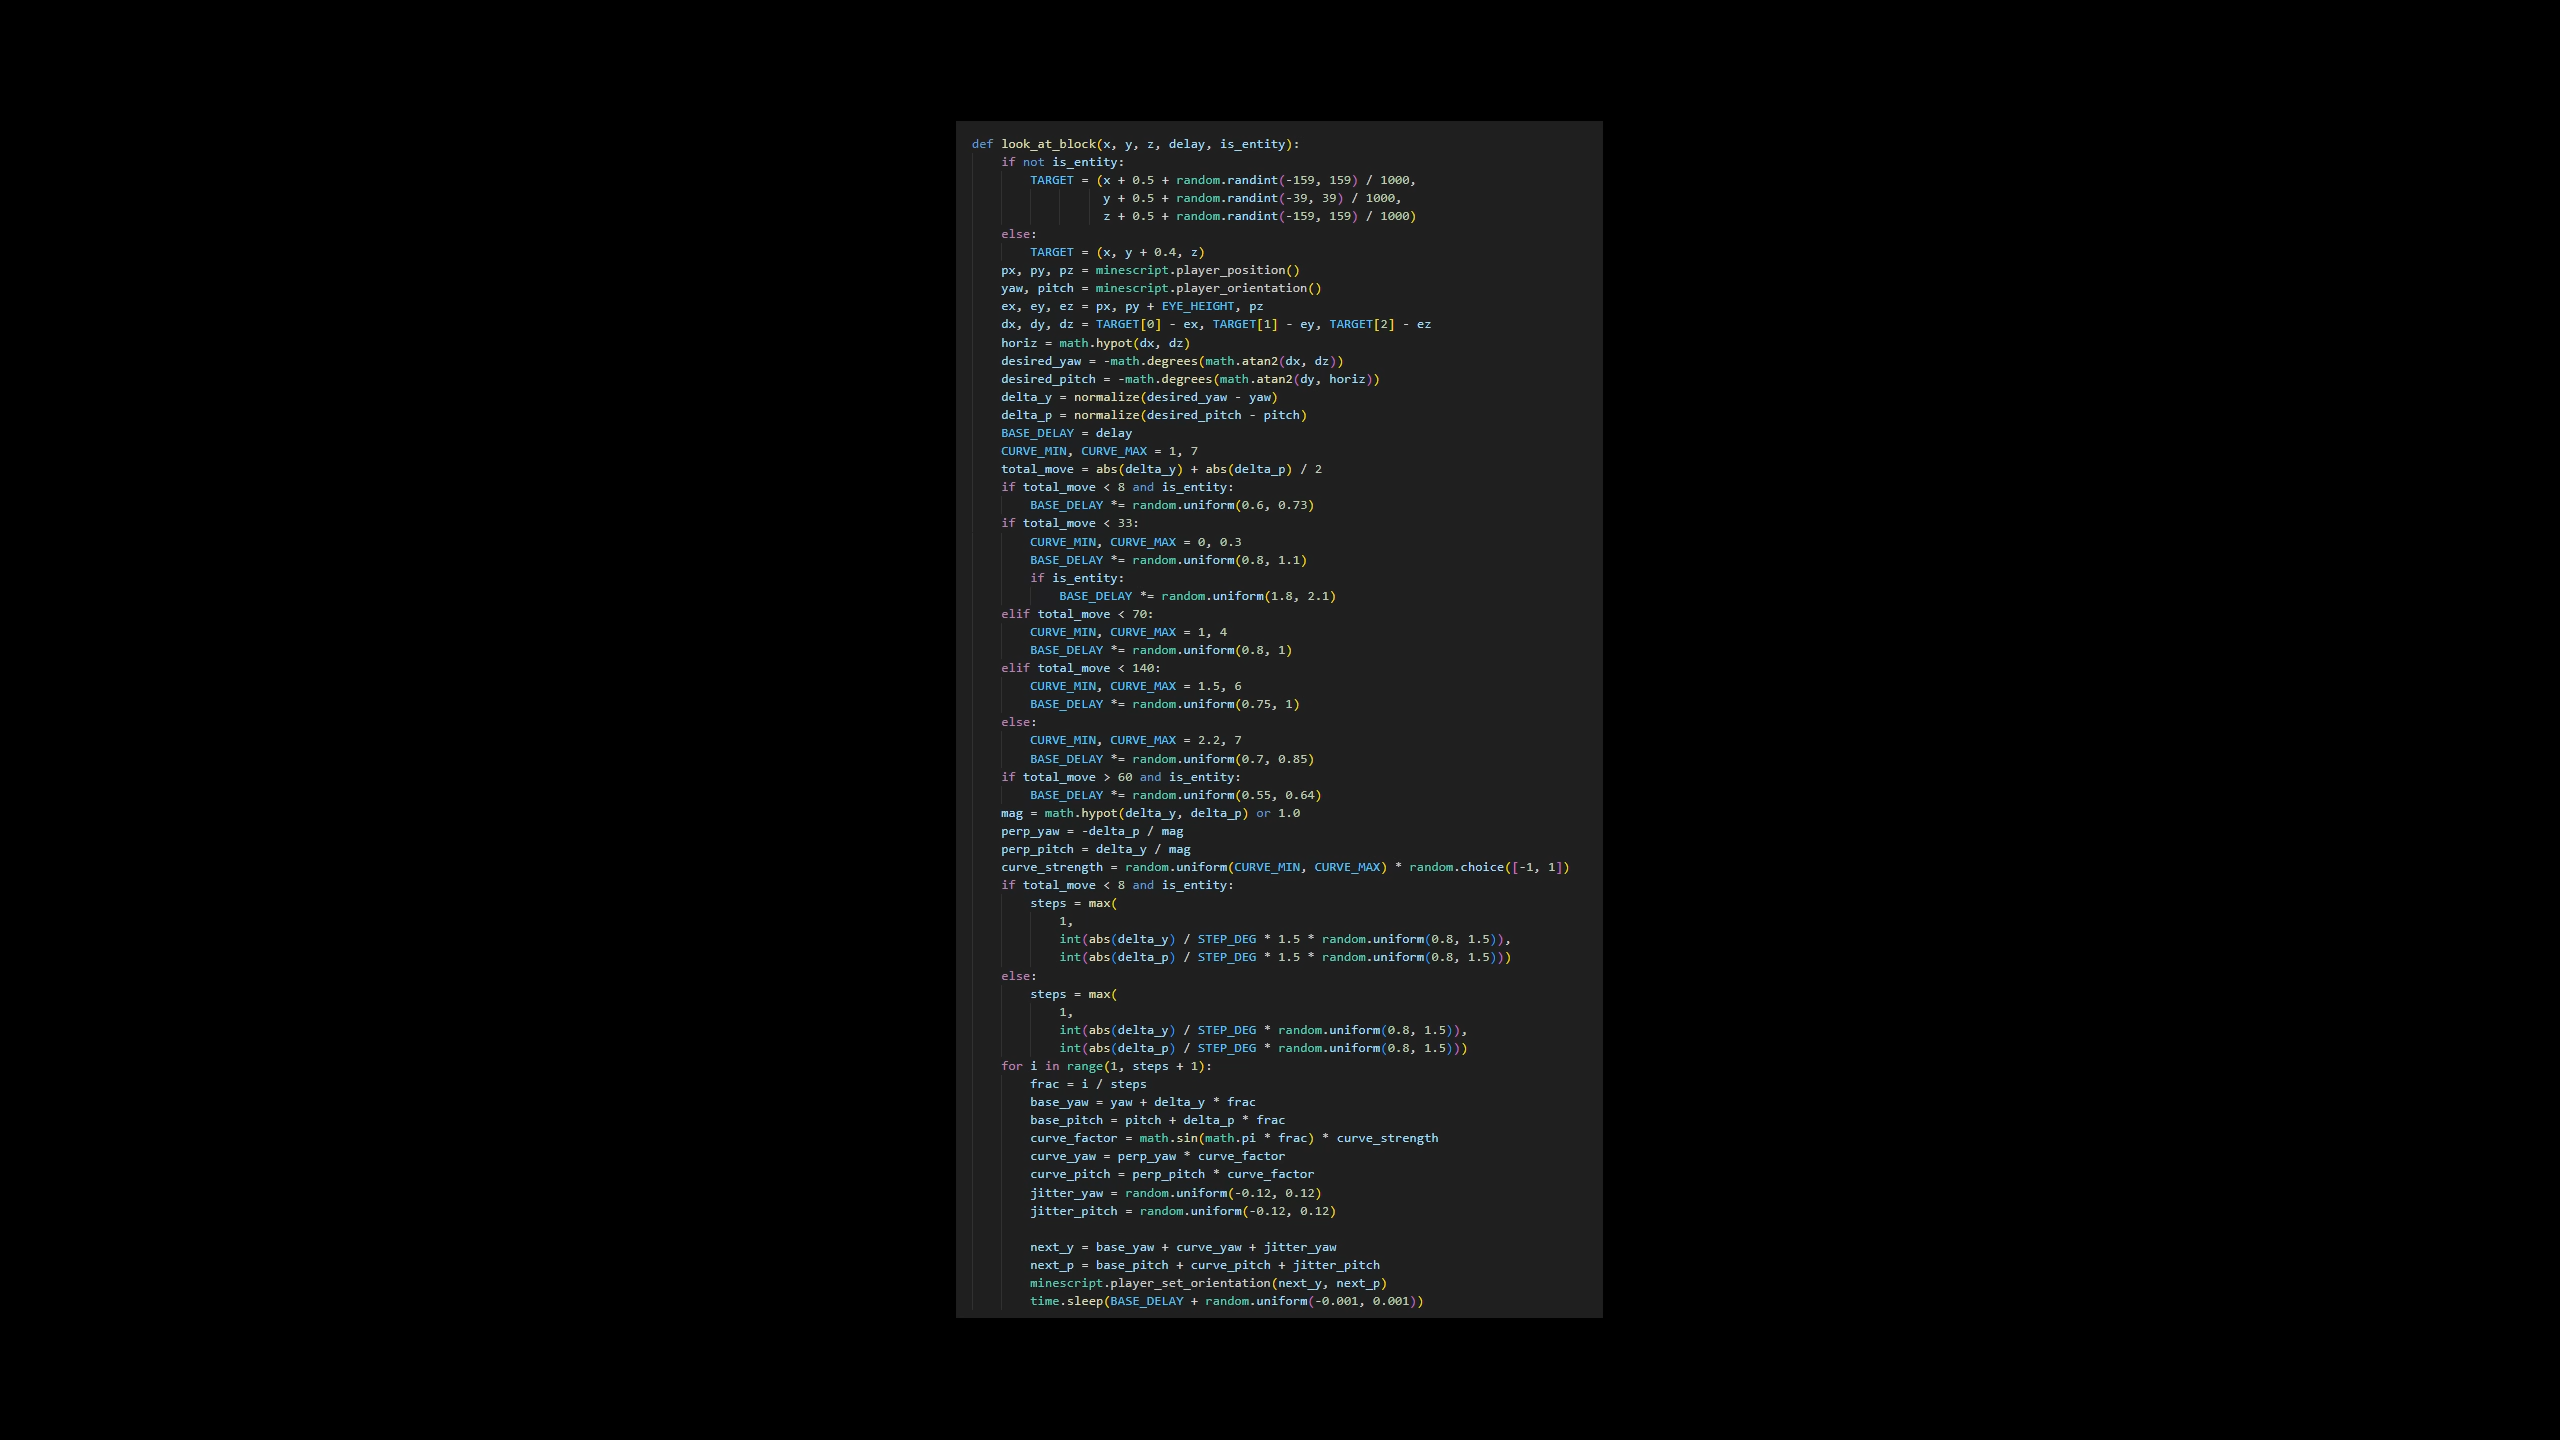 def look_at_block(x, y, z, delay, is_entity):
    if not is_entity:
        TARGET = (x + 0.5 + random.randint(-159, 159) / 1000,
                  y + 0.5 + random.randint(-39, 39) / 1000,
                  z + 0.5 + random.randint(-159, 159) / 1000)
    else:
        TARGET = (x, y + 0.4, z)
    px, py, pz = minescript.player_position()
    yaw, pitch = minescript.player_orientation()
    ex, ey, ez = px, py + EYE_HEIGHT, pz
    dx, dy, dz = TARGET[0] - ex, TARGET[1] - ey, TARGET[2] - ez
    horiz = math.hypot(dx, dz)
    desired_yaw = -math.degrees(math.atan2(dx, dz))
    desired_pitch = -math.degrees(math.atan2(dy, horiz))
    delta_y = normalize(desired_yaw - yaw)
    delta_p = normalize(desired_pitch - pitch)
    BASE_DELAY = delay
    CURVE_MIN, CURVE_MAX = 1, 7
    total_move = abs(delta_y) + abs(delta_p) / 2
    if total_move < 8 and is_entity:
        BASE_DELAY *= random.uniform(0.6, 0.73)
    if total_move < 33:
        CURVE_MIN, CURVE_MAX = 0, 0.3
        BASE_DELAY *= random.uniform(0.8, 1.1)
        if is_entity:
            BASE_DELAY *= random.uniform(1.8, 2.1)
    elif total_move < 70:
        CURVE_MIN, CURVE_MAX = 1, 4
        BASE_DELAY *= random.uniform(0.8, 1)
    elif total_move < 140:
        CURVE_MIN, CURVE_MAX = 1.5, 6
        BASE_DELAY *= random.uniform(0.75, 1)
    else:
        CURVE_MIN, CURVE_MAX = 2.2, 7
        BASE_DELAY *= random.uniform(0.7, 0.85)
    if total_move > 60 and is_entity:
        BASE_DELAY *= random.uniform(0.55, 0.64)
    mag = math.hypot(delta_y, delta_p) or 1.0
    perp_yaw = -delta_p / mag
    perp_pitch = delta_y / mag
    curve_strength = random.uniform(CURVE_MIN, CURVE_MAX) * random.choice([-1, 1])
    if total_move < 8 and is_entity:
        steps = max(
            1,
            int(abs(delta_y) / STEP_DEG * 1.5 * random.uniform(0.8, 1.5)),
            int(abs(delta_p) / STEP_DEG * 1.5 * random.uniform(0.8, 1.5)))
    else:
        steps = max(
            1,
            int(abs(delta_y) / STEP_DEG * random.uniform(0.8, 1.5)),
            int(abs(delta_p) / STEP_DEG * random.uniform(0.8, 1.5)))
    for i in range(1, steps + 1):
        frac = i / steps
        base_yaw = yaw + delta_y * frac
        base_pitch = pitch + delta_p * frac
        curve_factor = math.sin(math.pi * frac) * curve_strength
        curve_yaw = perp_yaw * curve_factor
        curve_pitch = perp_pitch * curve_factor
        jitter_yaw = random.uniform(-0.12, 0.12)
        jitter_pitch = random.uniform(-0.12, 0.12)

        next_y = base_yaw + curve_yaw + jitter_yaw
        next_p = base_pitch + curve_pitch + jitter_pitch
        minescript.player_set_orientation(next_y, next_p)
        time.sleep(BASE_DELAY + random.uniform(-0.001, 0.001))